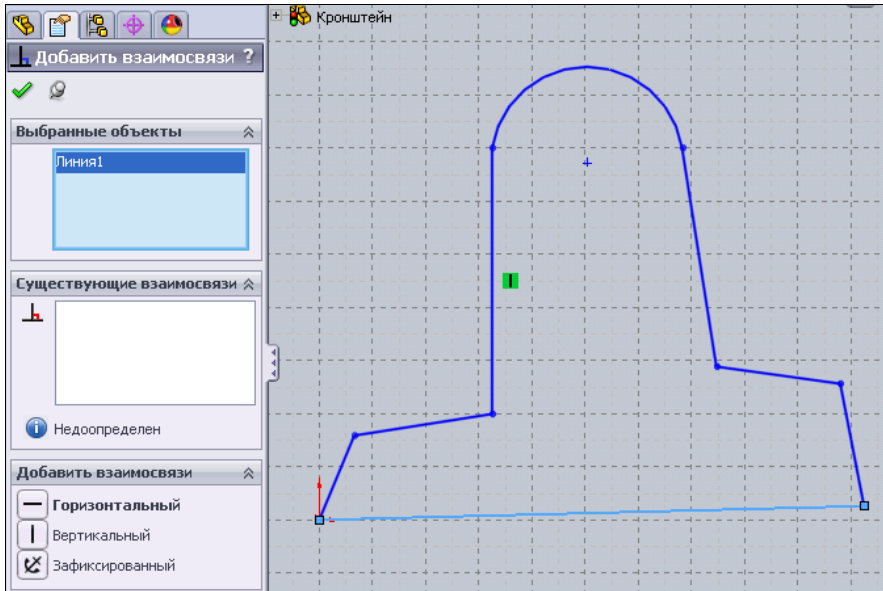 Кронштейн
Добавить взаимосвязи ?
Выбранные объекты
Линия1
Существующие взаимосвязи
Недоопределен
Добавить взаимосвязи
Горизонтальный
Вертикальный
Зафиксированный